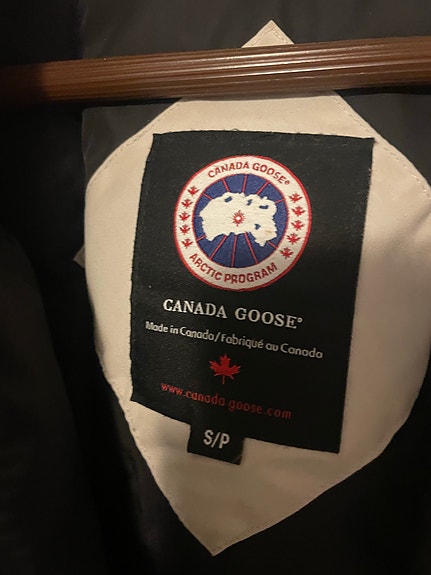 CANADA GOOSE®
ARCTIC PROGRAM
CANADA GOOSE®
Made in Canada/Fabriqué au Canada
www.canada goose.com
S/P